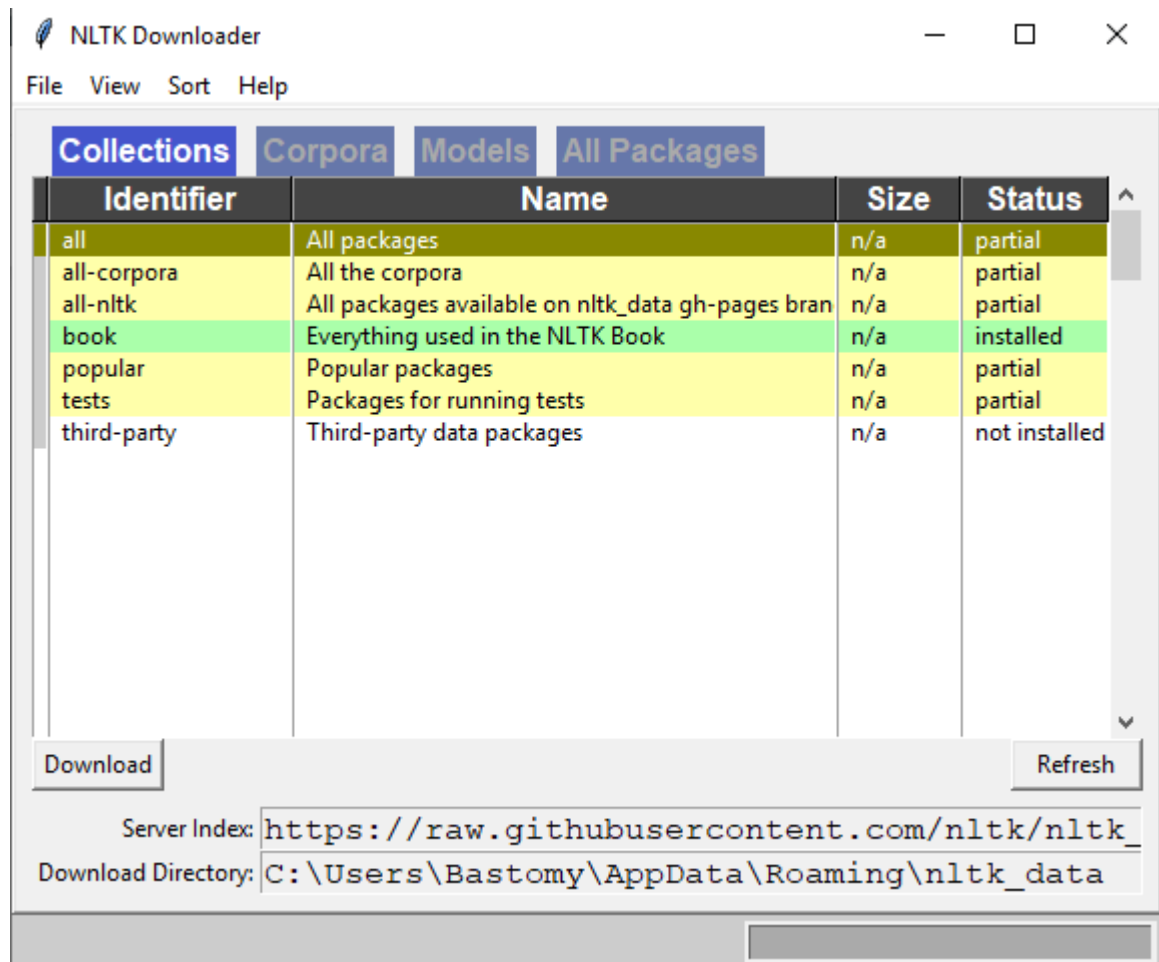 NLTK Downloader
File View Sort Help
Collections Corpora Models All Packages
Identifier Name Size Status
all All packages n/a partial
all-corpora All the corpora n/a partial
all-nltk All packages available on nltk_data gh-pages bran n/a partial
book Everything used in the NLTK Book n/a installed
popular Popular packages n/a partial
tests Packages for running tests n/a partial
third-party Third-party data packages n/a not installed
Download Refresh
Server Index: https://raw.githubusercontent.com/nltk/nltk_
Download Directory: C:\Users\Bastomy\AppData\Roaming\nltk_data